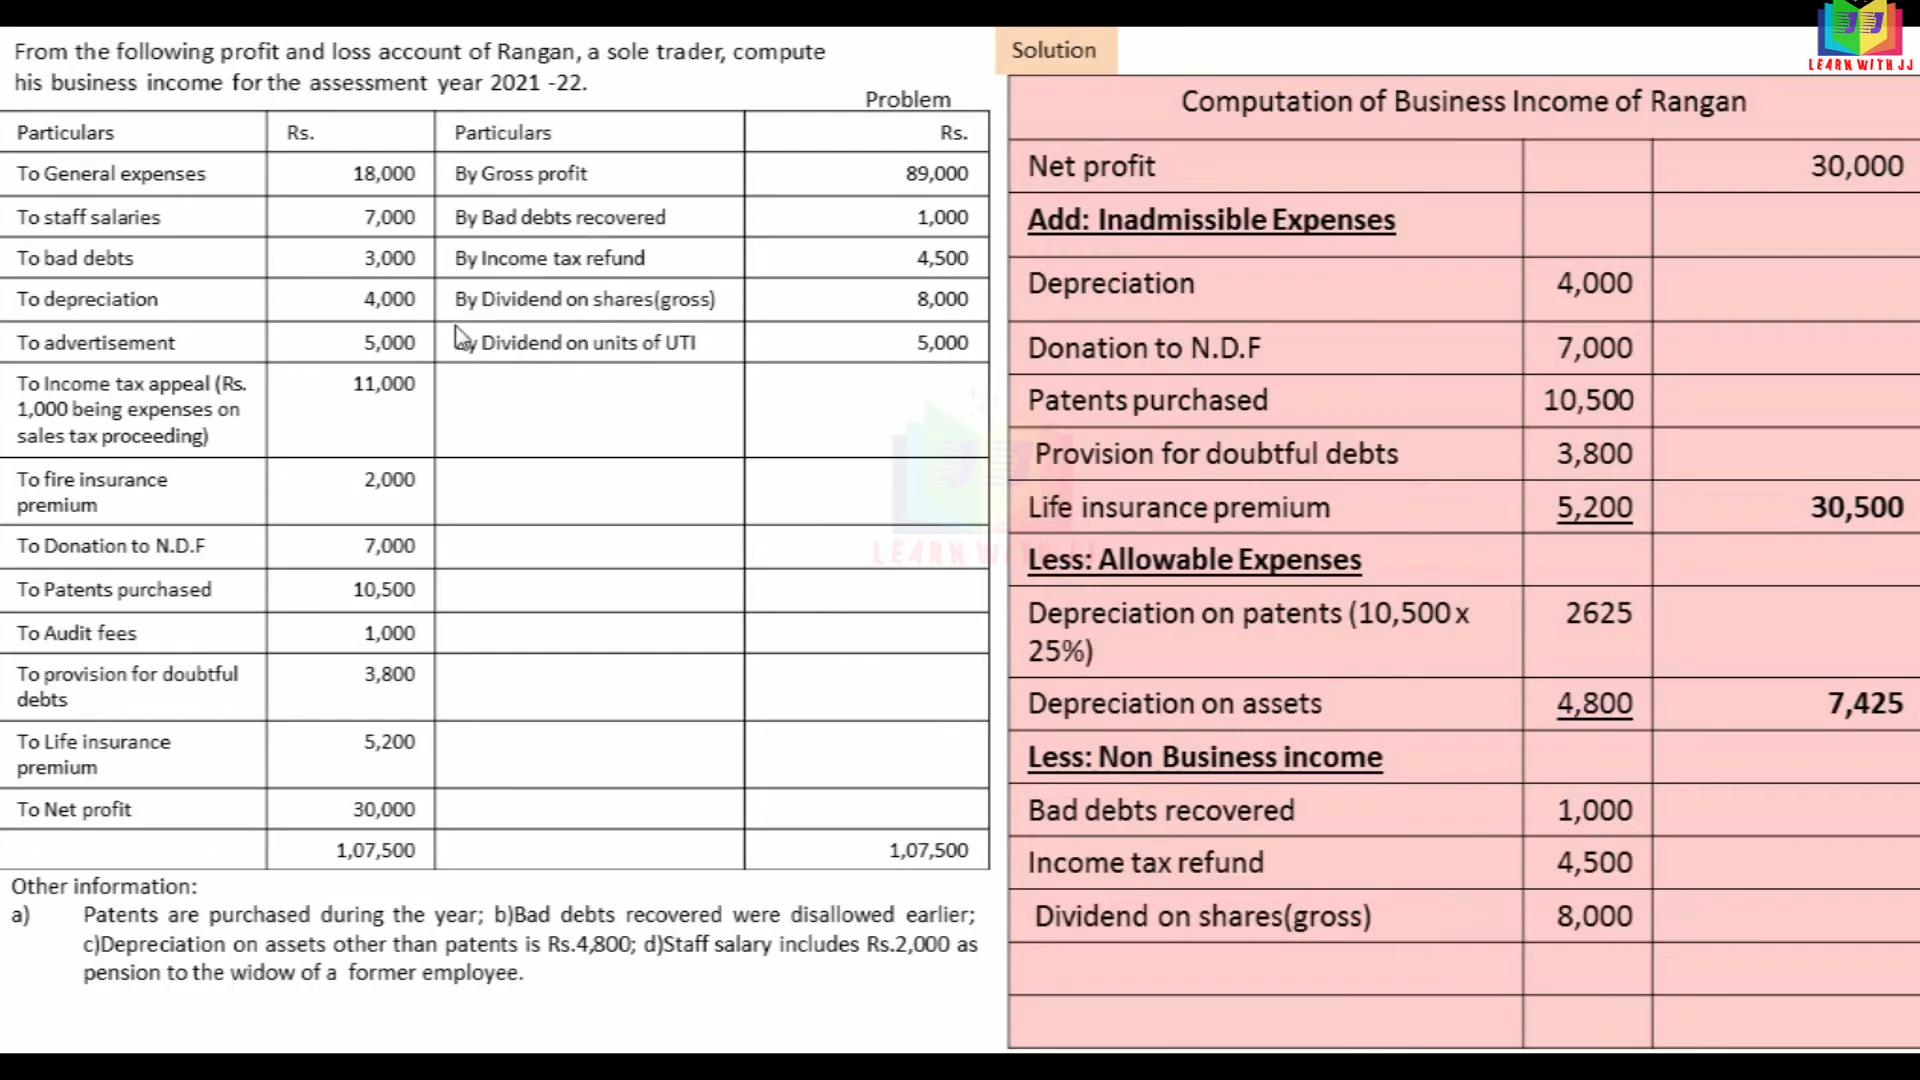 LEARN WITH JJ
From the following profit and loss account of Rangan, a sole trader, compute
his business income for the assessment year 2021 -22.
Problem
Particulars Rs. Particulars Rs.
To General expenses 18,000 By Gross profit 89,000
To staff salaries 7,000 By Bad debts recovered 1,000
To bad debts 3,000 By Income tax refund 4,500
To depreciation 4,000 By Dividend on shares(gross) 8,000
To advertisement 5,000 By Dividend on units of UTI 5,000
To Income tax appeal (Rs. 11,000
1,000 being expenses on
sales tax proceeding)
To fire insurance 2,000
premium
To Donation to N.D.F 7,000
To Patents purchased 10,500
To Audit fees 1,000
To provision for doubtful 3,800
debts
To Life insurance 5,200
premium
To Net profit 30,000
1,07,500 1,07,500
Other information:
a) Patents are purchased during the year; b)Bad debts recovered were disallowed earlier;
c)Depreciation on assets other than patents is Rs.4,800; d)Staff salary includes Rs.2,000 as
pension to the widow of a former employee.
Solution
Computation of Business Income of Rangan
Net profit 30,000
Add: Inadmissible Expenses
Depreciation 4,000
Donation to N.D.F 7,000
Patents purchased 10,500
Provision for doubtful debts 3,800
Life insurance premium 5,200 30,500
Less: Allowable Expenses
Depreciation on patents (10,500 x 2625
25%)
Depreciation on assets 4,800 7,425
Less: Non Business income
Bad debts recovered 1,000
Income tax refund 4,500
Dividend on shares(gross) 8,000
LEARN WITH JJ